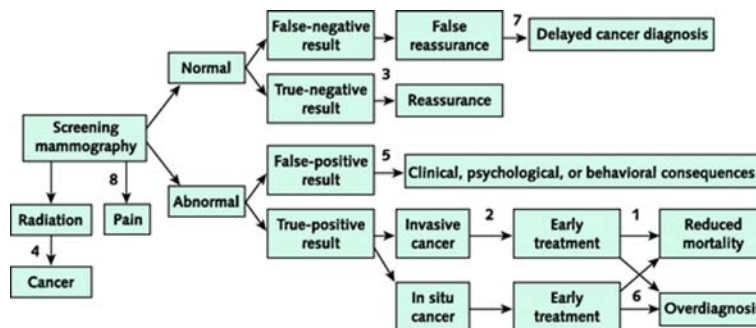 False-negative
result
False
reassurance
7
Delayed cancer diagnosis
Normal
True-negative
result
3
Reassurance
Screening
mammography
8
False-positive
result
5
Clinical, psychological, or behavioral consequences
Radiation
Pain
Abnormal
4
Cancer
True-positive
result
Invasive
cancer
2
Early
treatment
1
Reduced
mortality
In situ
cancer
Early
treatment
6
Overdiagnosis